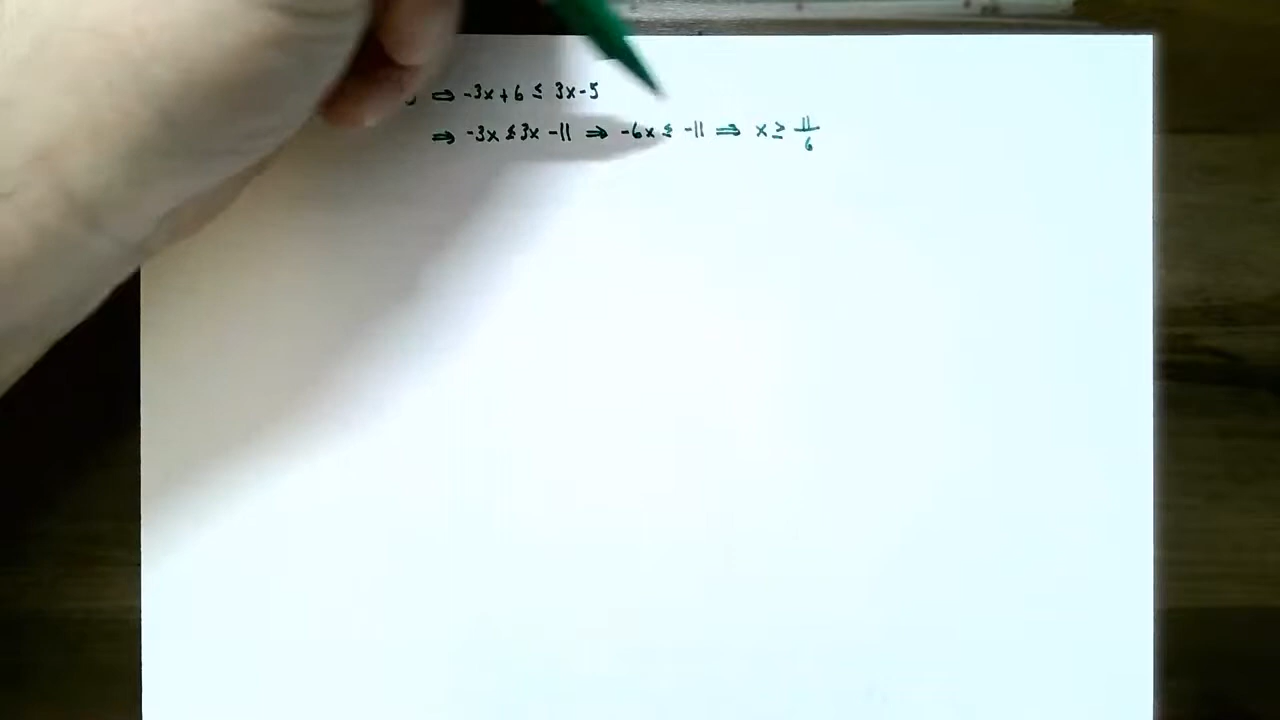 ⇒ -3x+6 ≤ 3x-5
⇒ -3x ≤ 3x -11 ⇒ -6x ≤ -11 ⇒ x ≥ 11/6